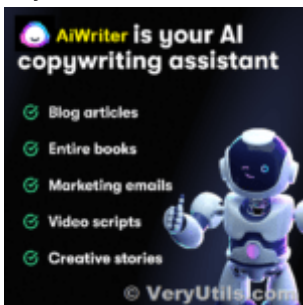 AiWriter is your AI
copywriting assistant
Blog articles
Entire books
Marketing emails
Video scripts
Creative stories
© VeryUtils.com